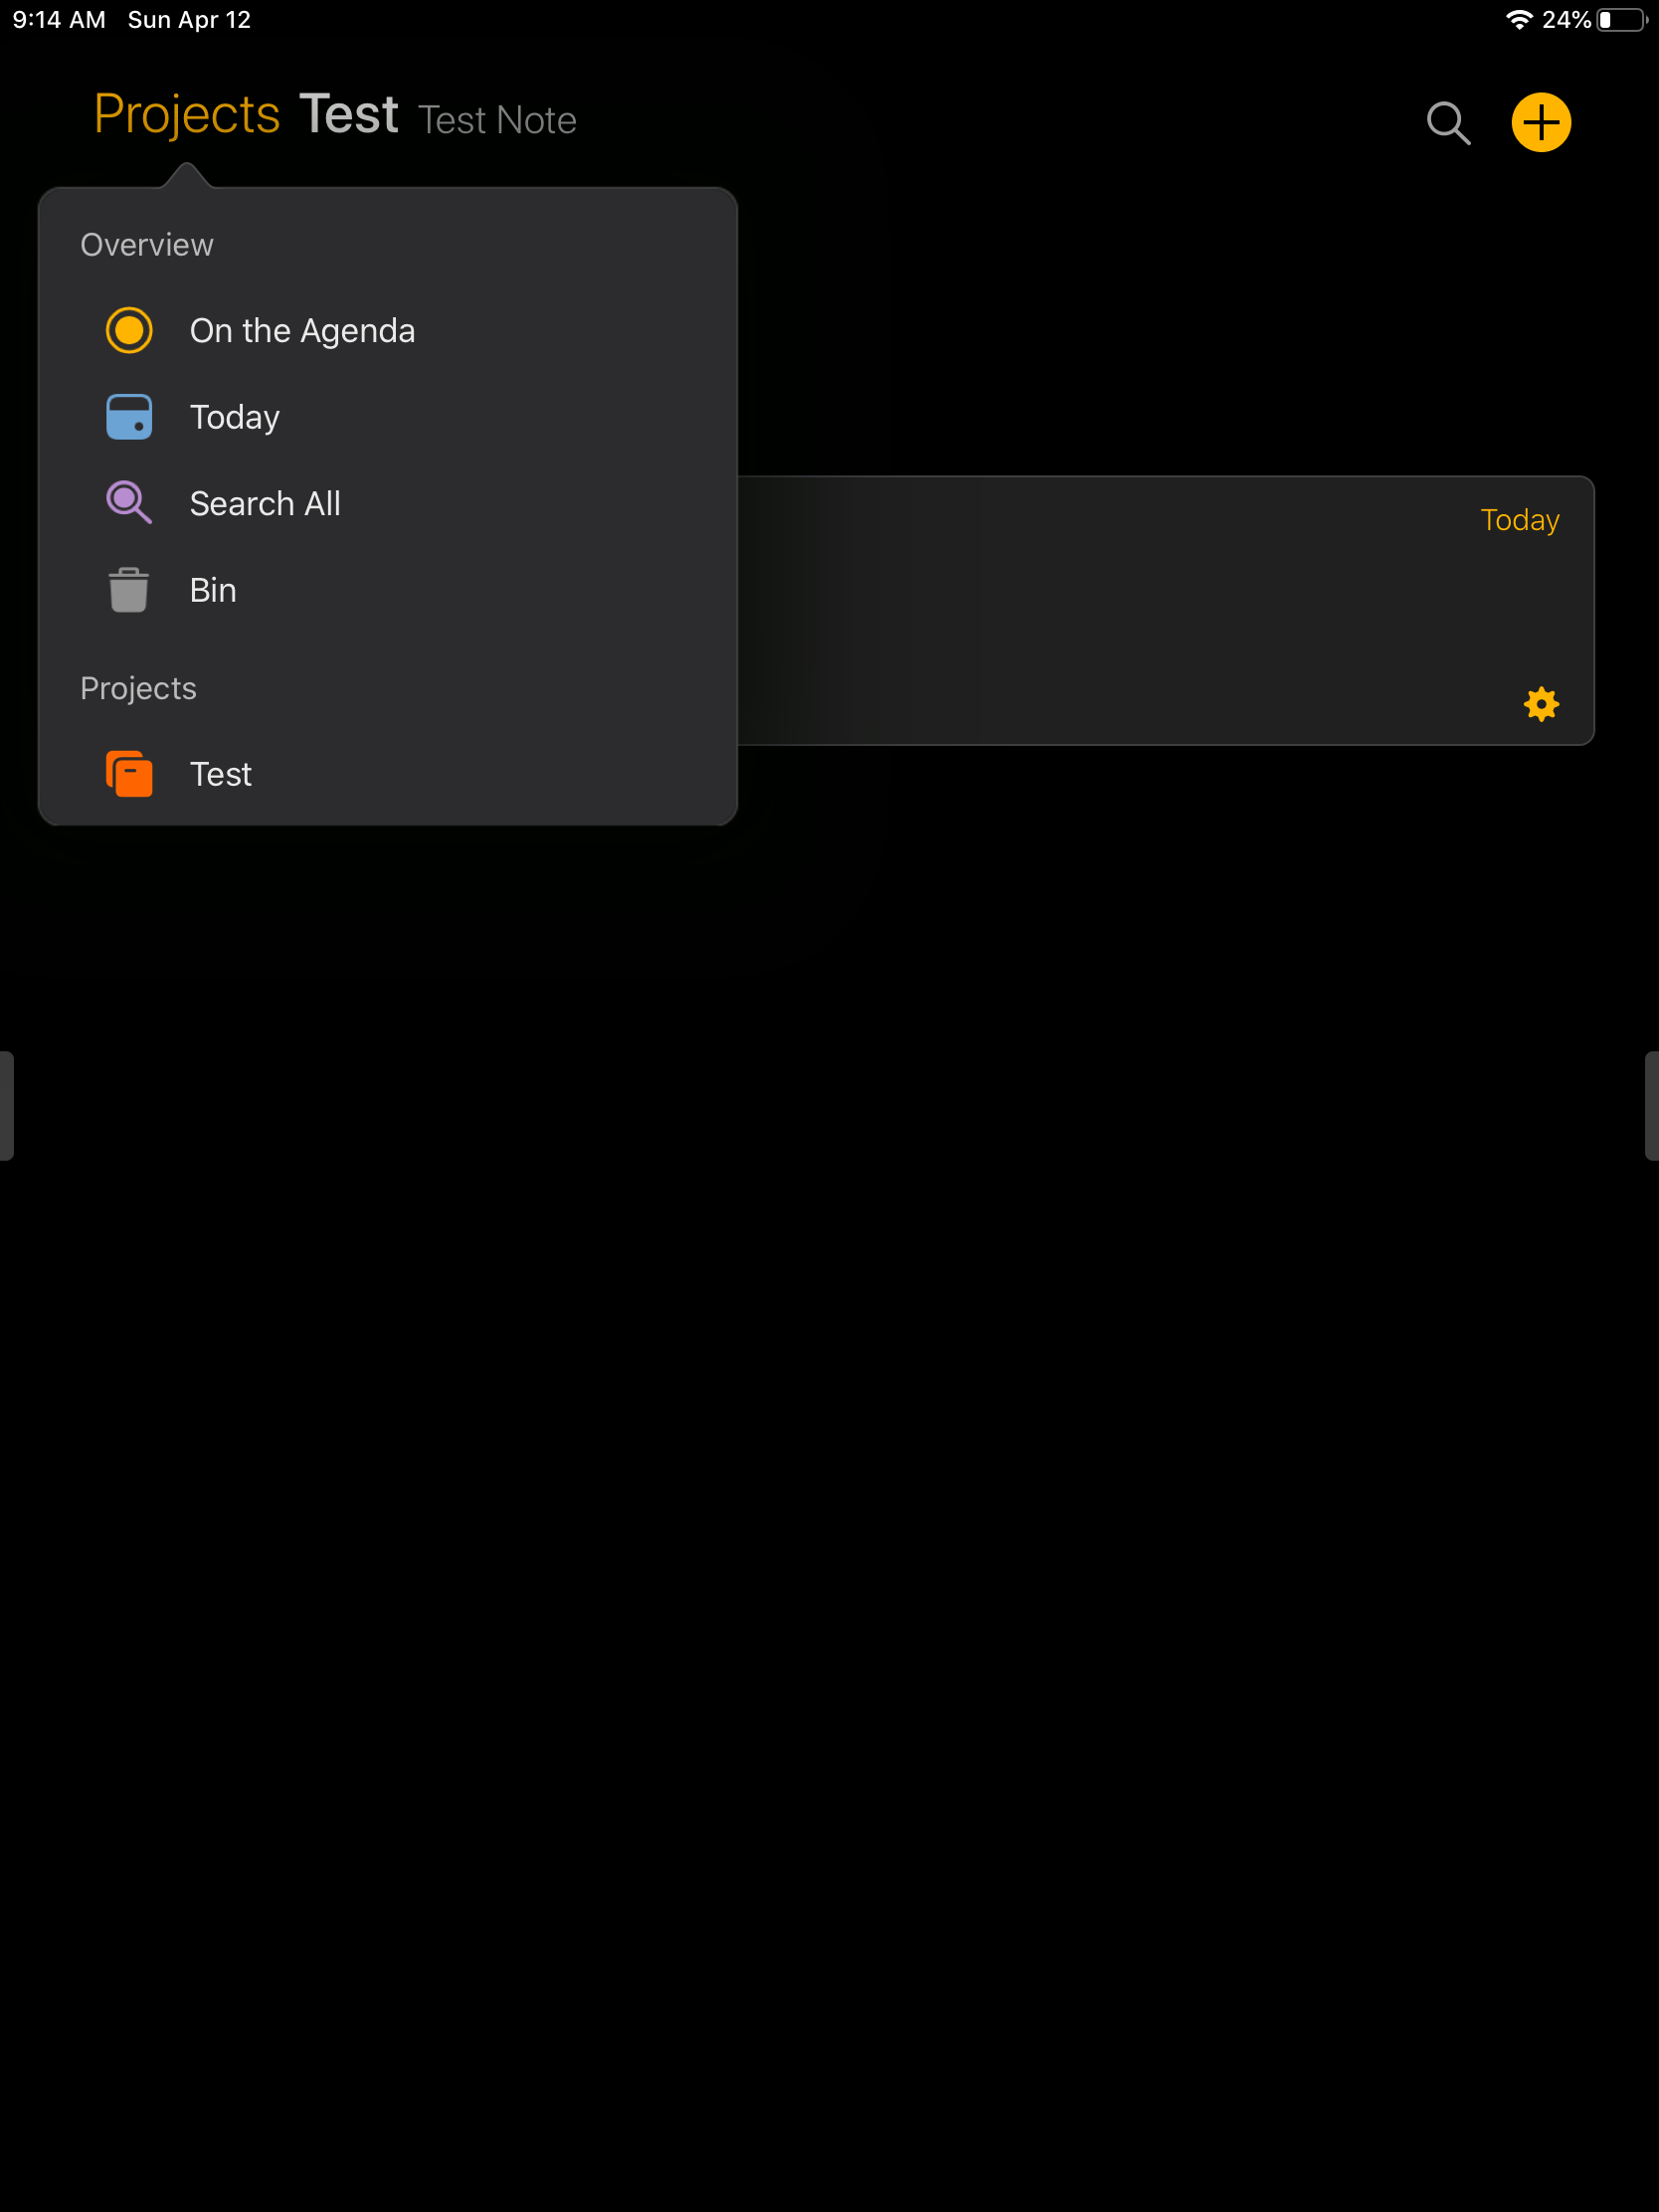 9:14 AM Sun Apr 12 24%
Projects Test Test Note
Overview
On the Agenda
Today
Search All
Bin
Projects
Test
Today